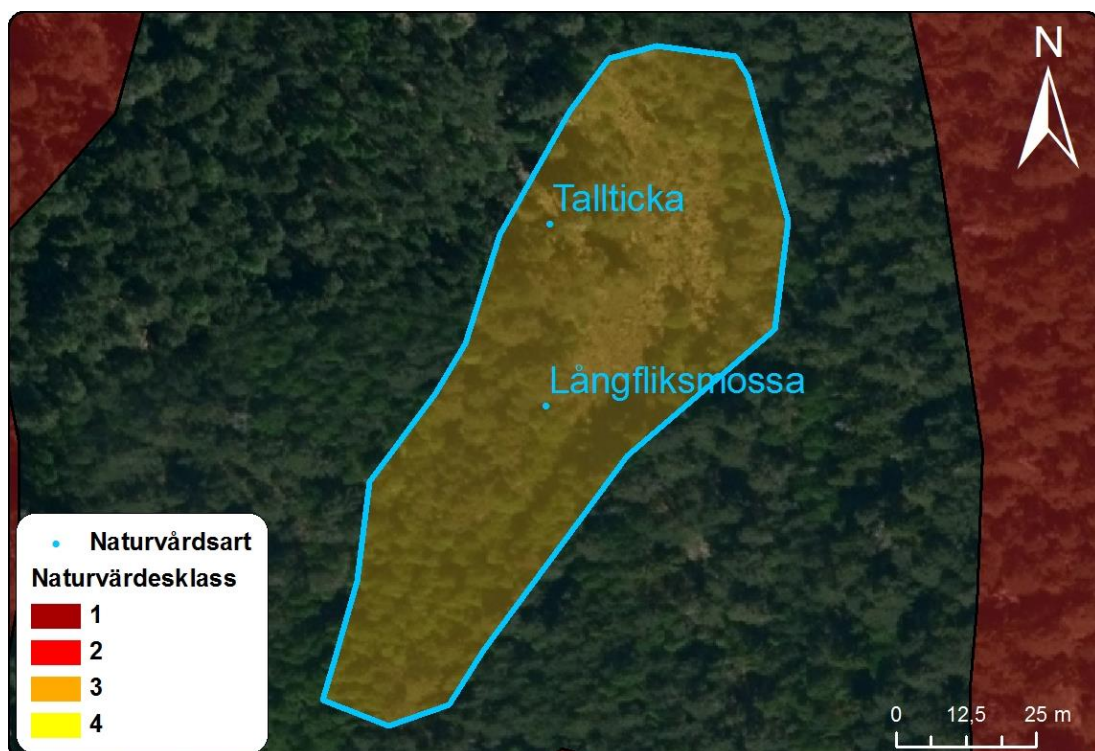 N
Tallticka
Långfliksmossa
Naturvårdsart
Naturvärdesklass
1
2
3
4
0 12,5 25 m